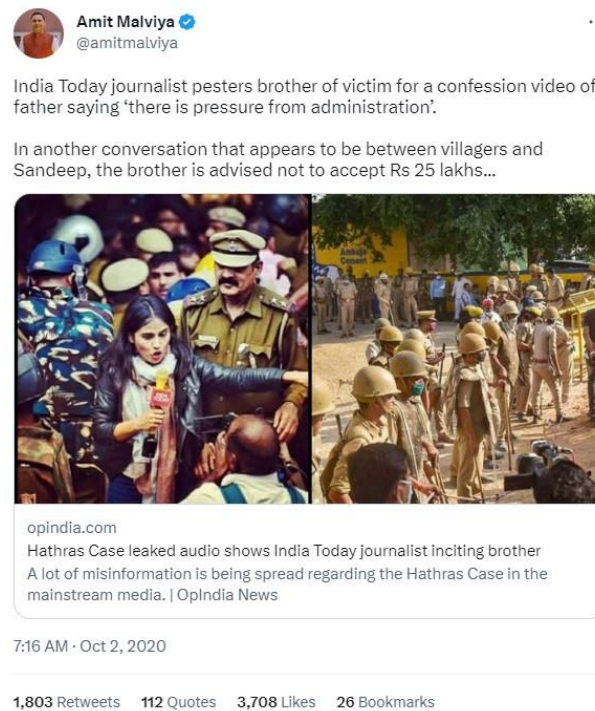 Amit Malviya
@amitmalviya
India Today journalist pesters brother of victim for a confession video of
father saying ‘there is pressure from administration’.
In another conversation that appears to be between villagers and
Sandeep, the brother is advised not to accept Rs 25 lakhs...
Ambuja
Cement
opindia.com
Hathras Case leaked audio shows India Today journalist inciting brother
A lot of misinformation is being spread regarding the Hathras Case in the
mainstream media. | OpIndia News
7:16 AM · Oct 2, 2020
1,803 Retweets 112 Quotes 3,708 Likes 26 Bookmarks